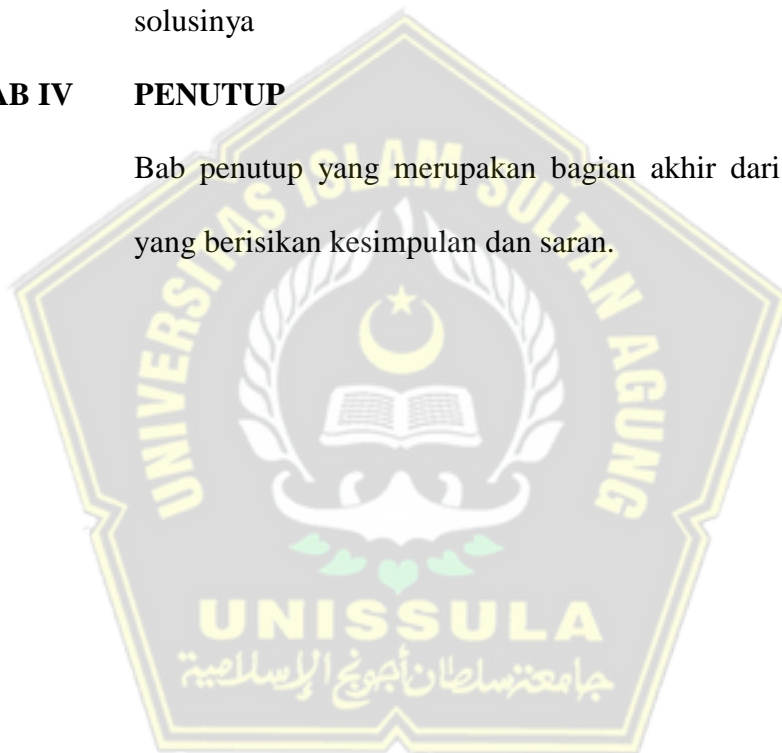 solusinya
AB IV PENUTUP
Bab penutup yang merupakan bagian akhir dari
yang berisikan kesimpulan dan saran.
UNIVERSITAS ISLAM SULTAN AGUNG
UNISSULA
جامعة سلطان أجونج الإسلامية